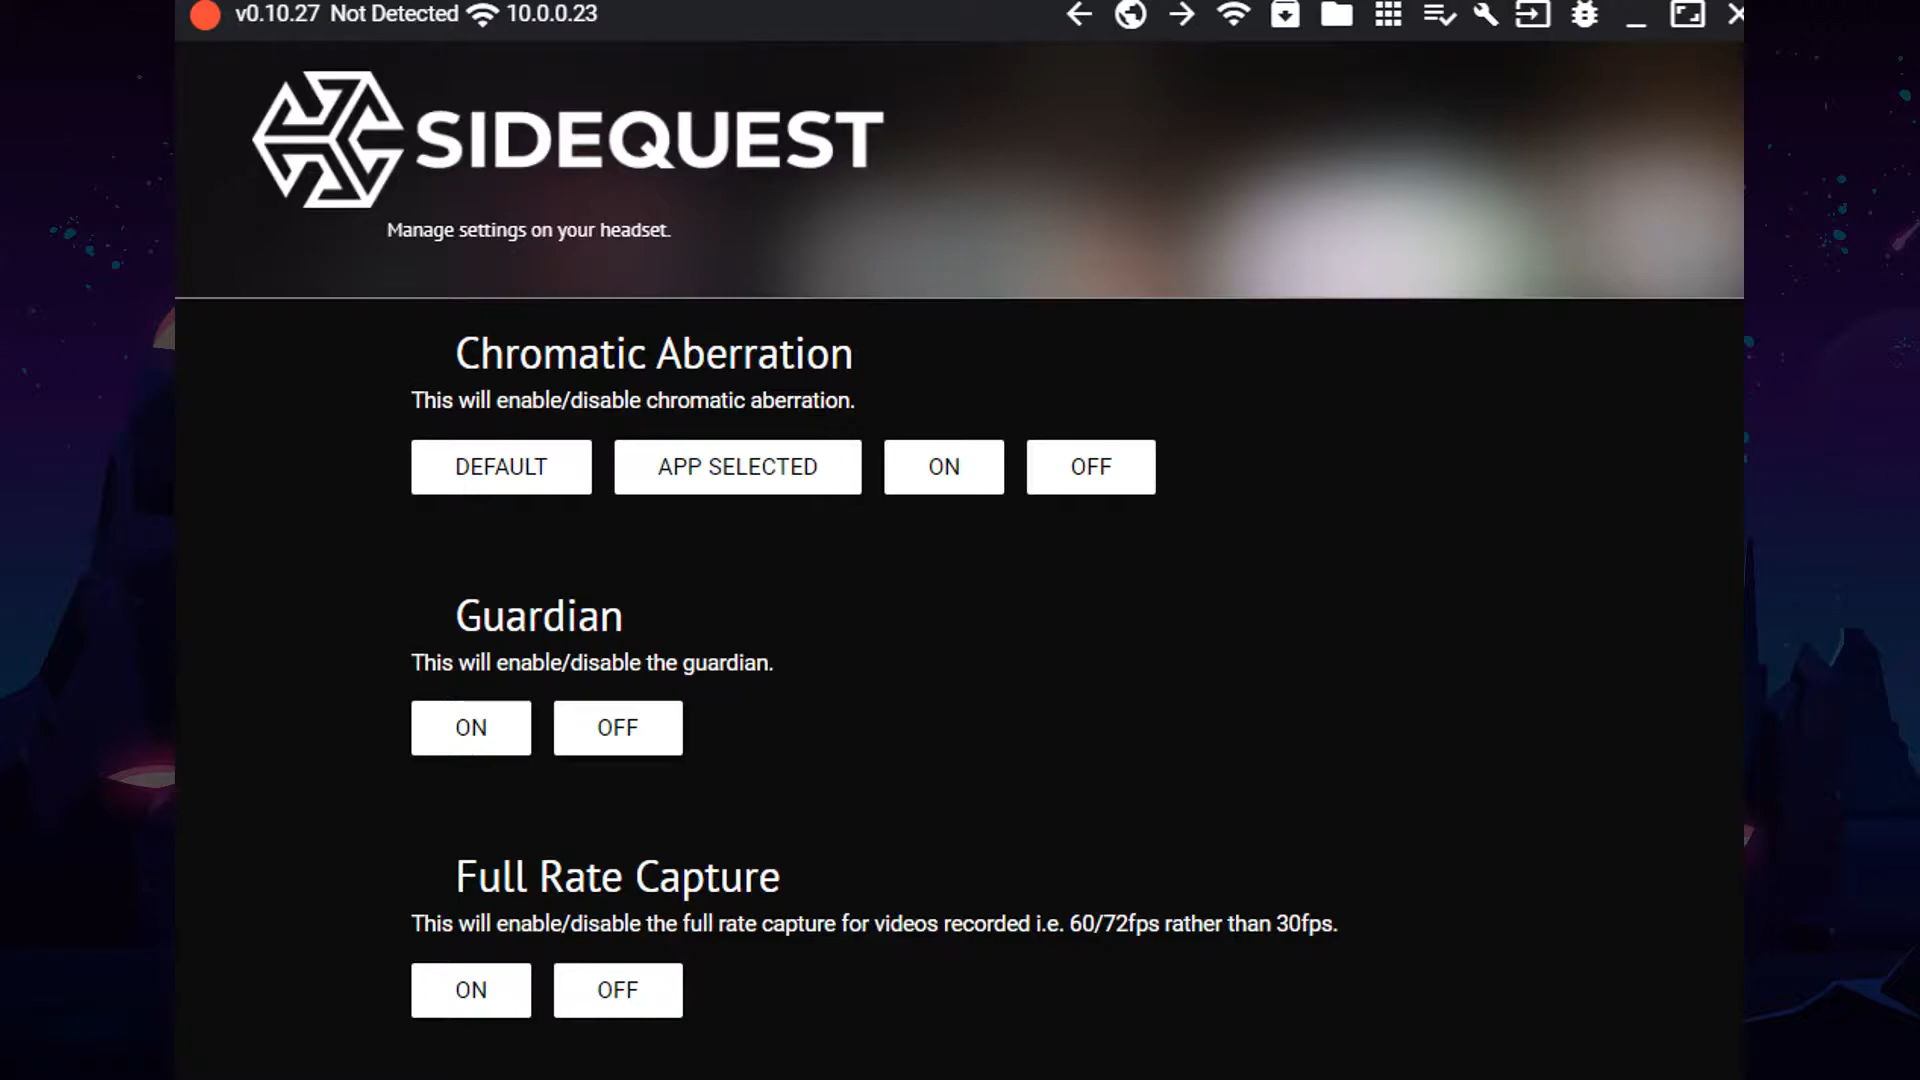 v0.10.27 Not Detected 10.0.0.23
SIDEQUEST
Manage settings on your headset.
Chromatic Aberration
This will enable/disable chromatic aberration.
DEFAULT APP SELECTED ON OFF
Guardian
This will enable/disable the guardian.
ON OFF
Full Rate Capture
This will enable/disable the full rate capture for videos recorded i.e. 60/72fps rather than 30fps.
ON OFF